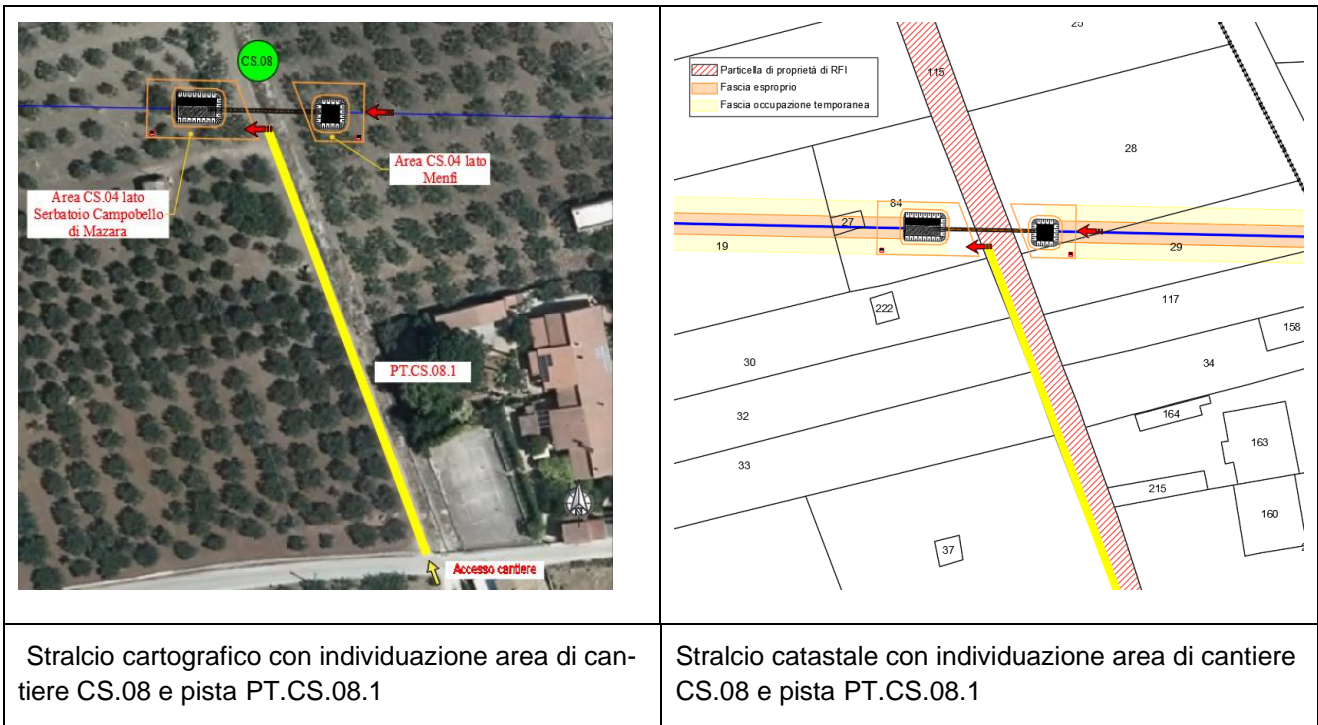 CS.08
Area CS.04 lato
Menfi
Area CS.04 lato
Serbatoio Campobello
di Mazara
PT.CS.08.1
N
Accesso cantiere
25
Particella di proprietà di RFI
Fascia esproprio
Fascia occupazione temporanea
115
28
84
27
19
29
222
117
158
30
34
32
164
163
33
215
160
37
Stralcio cartografico con individuazione area di can-
tiere CS.08 e pista PT.CS.08.1
Stralcio catastale con individuazione area di cantiere
CS.08 e pista PT.CS.08.1